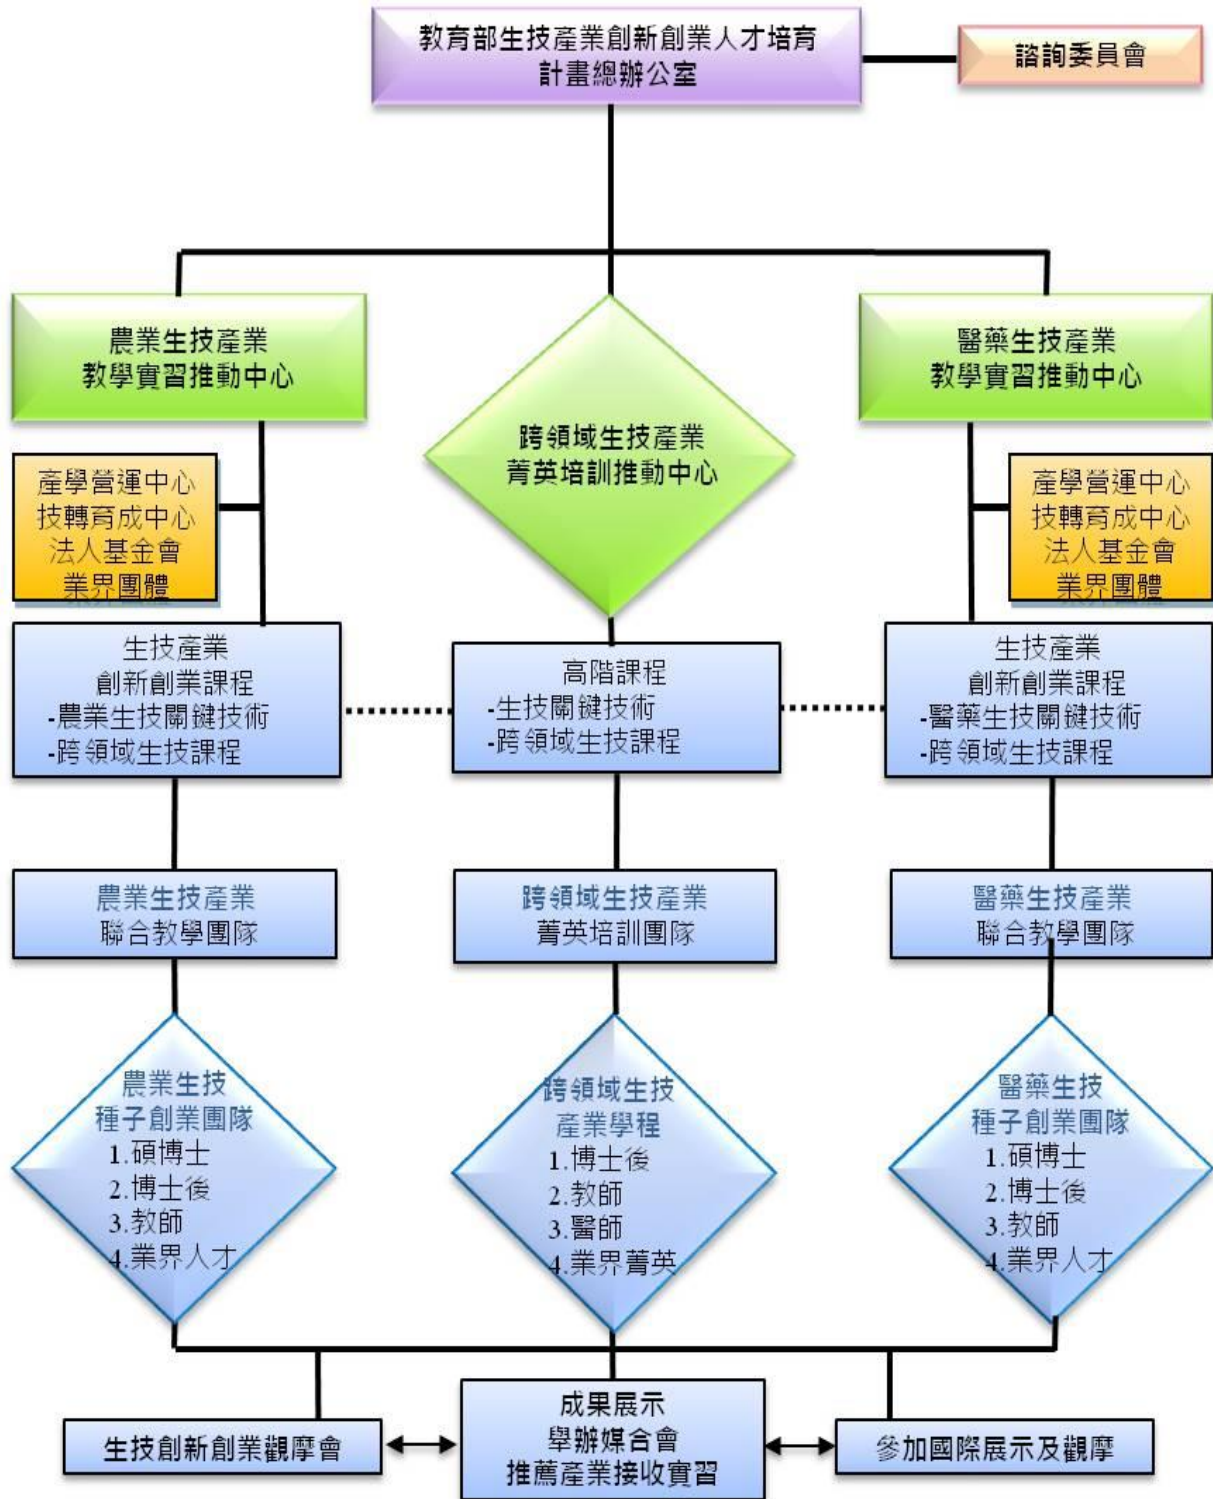 教育部生技產業創新創業人才培育
計畫總辦公室
諮詢委員會
農業生技產業
教學實習推動中心
跨領域生技產業
菁英培訓推動中心
醫藥生技產業
教學實習推動中心
產學營運中心
技轉育成中心
法人基金會
業界團體
產學營運中心
技轉育成中心
法人基金會
業界團體
生技產業
創新創業課程
-農業生技關鍵技術
-跨領域生技課程
高階課程
-生技關鍵技術
-跨領域生技課程
生技產業
創新創業課程
-醫藥生技關鍵技術
-跨領域生技課程
農業生技產業
聯合教學團隊
跨領域生技產業
菁英培訓團隊
醫藥生技產業
聯合教學團隊
農業生技
種子創業團隊
1.碩博士
2.博士後
3.教師
4.業界人才
跨領域生技
產業學程
1.博士後
2.教師
3.醫師
4.業界菁英
醫藥生技
種子創業團隊
1.碩博士
2.博士後
3.教師
4.業界人才
生技創新創業觀摩會
成果展示
舉辦媒合會
推薦產業接收實習
參加國際展示及觀摩